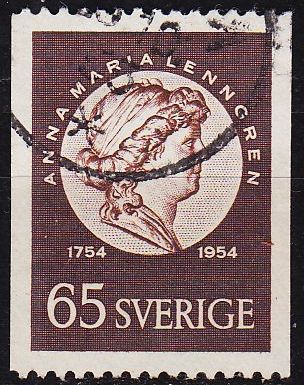 ANNA MARIA LENNGREN
1754 1954
65 SVERIGE